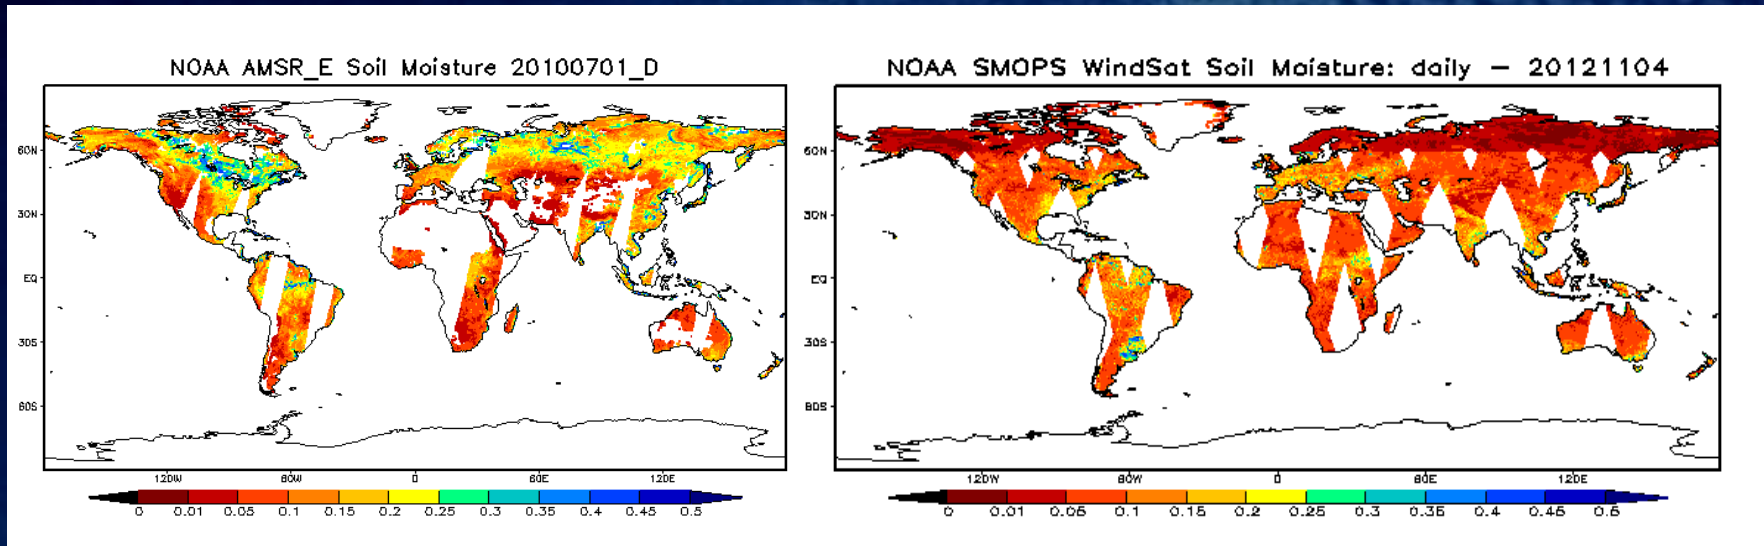 NOAA AMSR_E Soil Moisture 20100701_D
60N
30N
EQ
30S
60S
120W 60W 0 60E 120E
0 0.01 0.05 0.1 0.15 0.2 0.25 0.3 0.35 0.4 0.45 0.5
NOAA SMOPS WindSat Soil Moisture: daily – 20121104
60N
30N
EQ
30S
60S
120W 60W 0 60E 120E
0 0.01 0.05 0.1 0.15 0.2 0.25 0.3 0.35 0.4 0.45 0.5